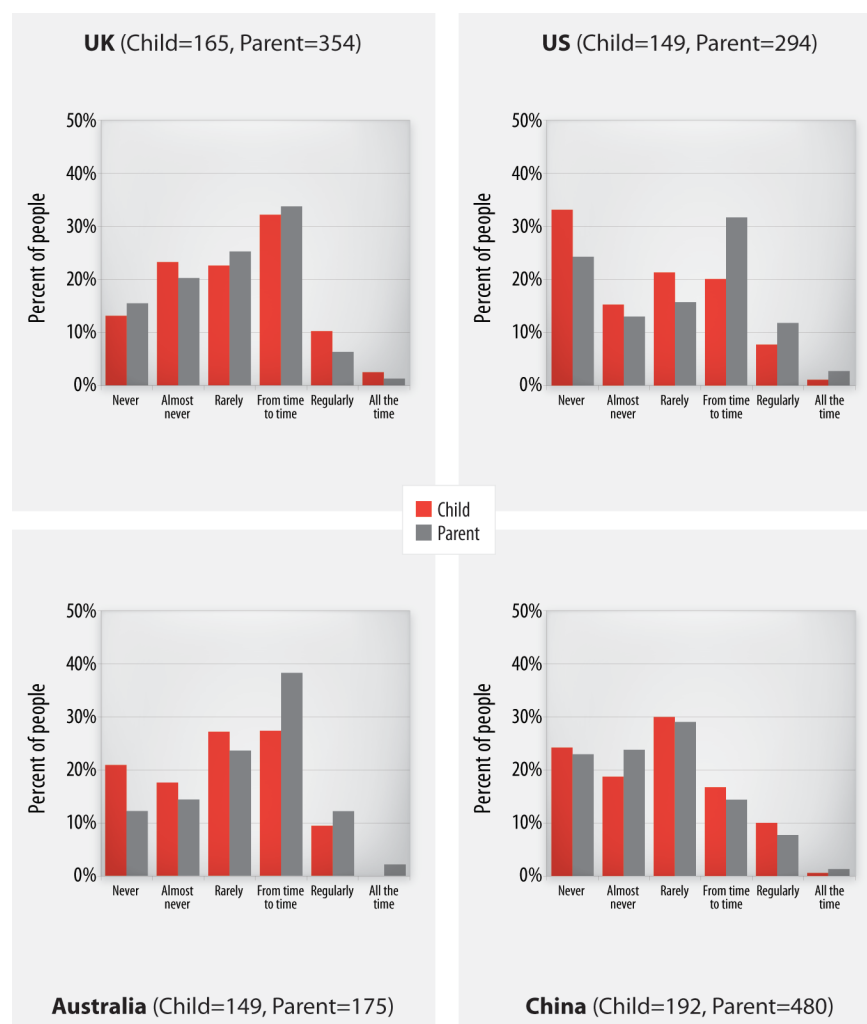 UK (Child=165, Parent=354)
Percent of people
50%
40%
30%
20%
10%
0%
Never
Almost
never
Rarely
From time
to time
Regularly
All the
time
US (Child=149, Parent=294)
Percent of people
50%
40%
30%
20%
10%
0%
Never
Almost
never
Rarely
From time
to time
Regularly
All the
time
Child
Parent
Percent of people
50%
40%
30%
20%
10%
0%
Never
Almost
never
Rarely
From time
to time
Regularly
All the
time
Australia (Child=149, Parent=175)
Percent of people
50%
40%
30%
20%
10%
0%
Never
Almost
never
Rarely
From time
to time
Regularly
All the
time
China (Child=192, Parent=480)